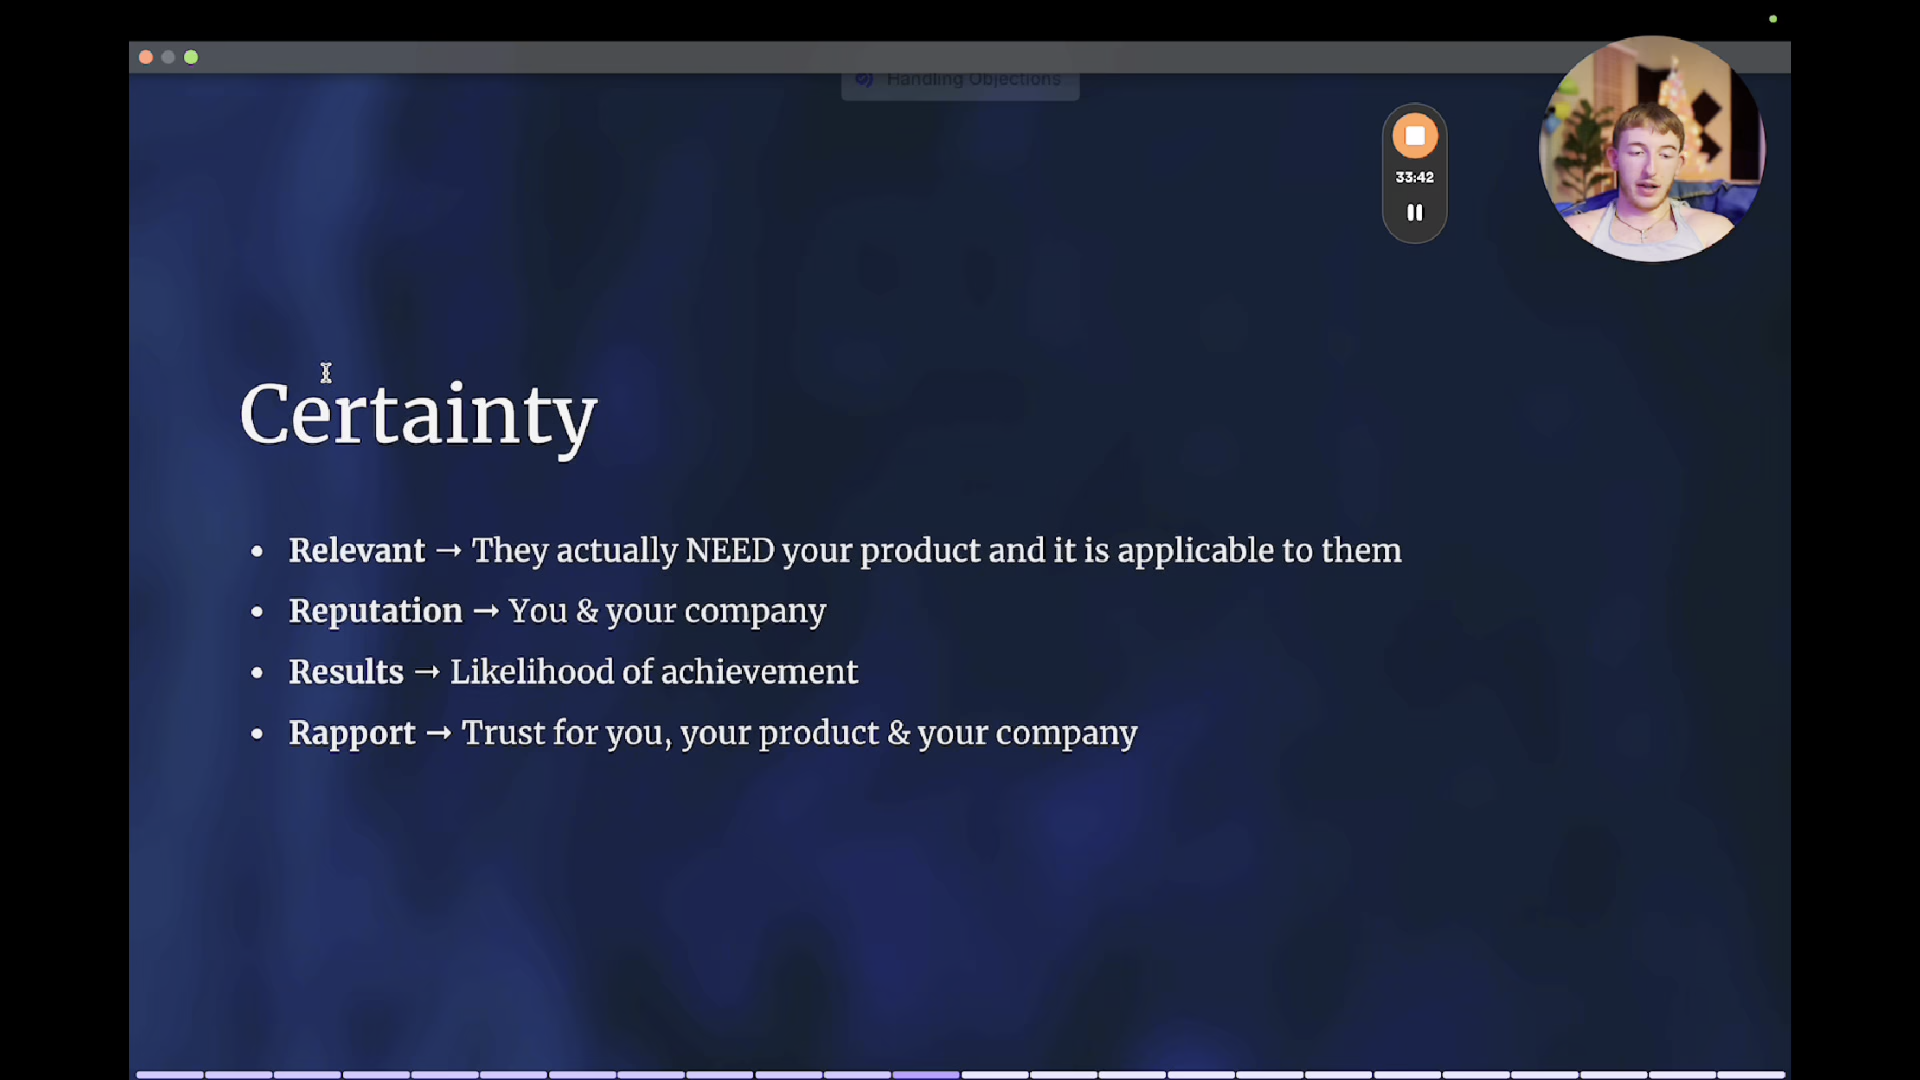 Handling Objections
33:42
Certainty
• Relevant → They actually NEED your product and it is applicable to them
• Reputation → You & your company
• Results → Likelihood of achievement
• Rapport → Trust for you, your product & your company